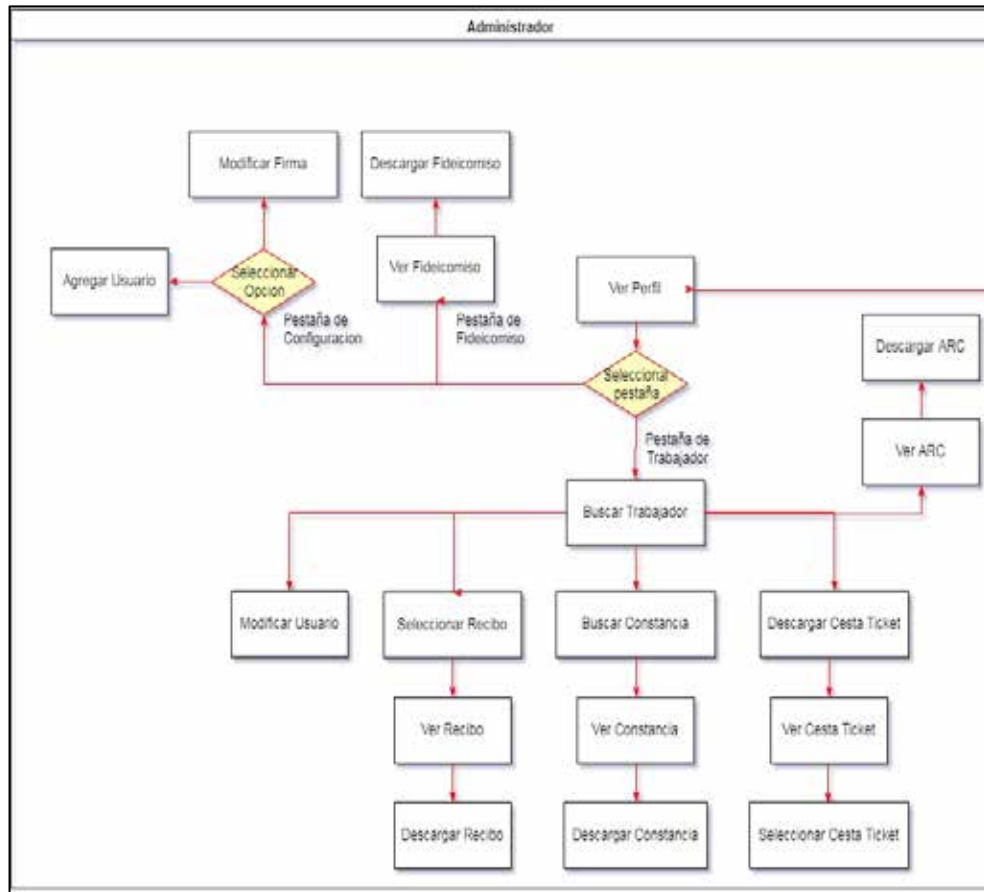 Administrador
Modificar Firma
Descargar Fideicomiso
Agregar Usuario
Seleccionar
Opcion
Ver Fideicomiso
Ver Perfil
Pestaña de
Configuracion
Pestaña de
Fideicomiso
Descargar ARC
Seleccionar
pestaña
Pestaña de
Trabajador
Ver ARC
Buscar Trabajador
Modificar Usuario
Seleccionar Recibo
Buscar Constancia
Descargar Cesta Ticket
Ver Recibo
Ver Constancia
Ver Cesta Ticket
Descargar Recibo
Descargar Constancia
Seleccionar Cesta Ticket